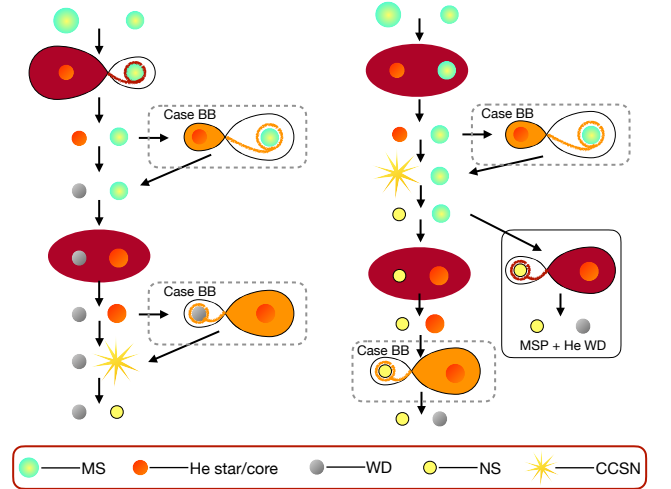 Case BB
Case BB
Case BB
Case BB
MSP + He WD
MS
He star/core
WD
NS
CCSN